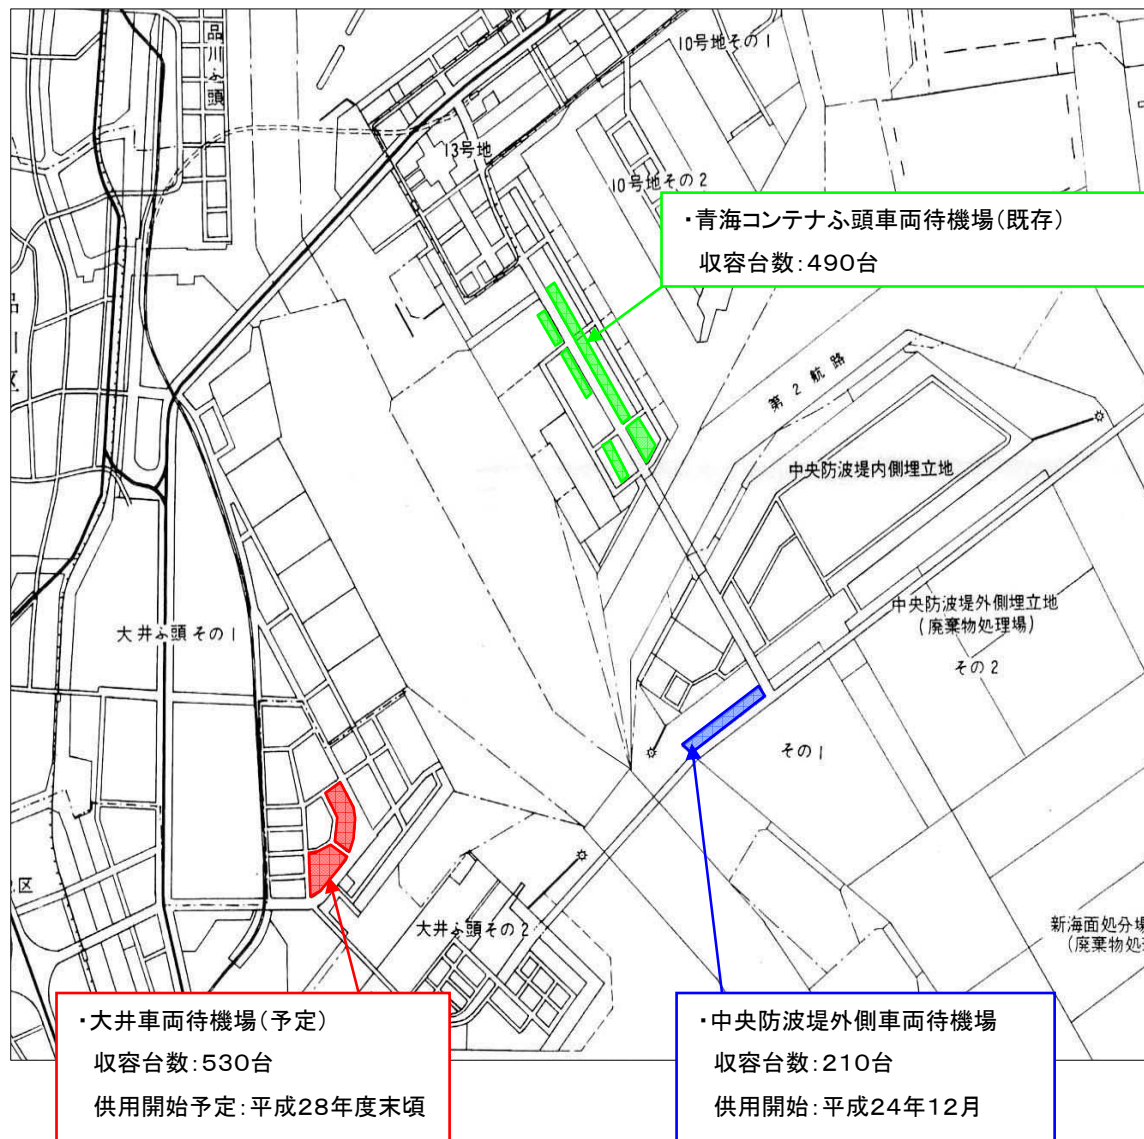 品川ふ頭
10号地その1
13号地
10号地その2
・青海コンテナふ頭車両待機場(既存)
収容台数:490台
品川区
第2航路
中央防波堤内側埋立地
中央防波堤外側埋立地
(廃棄物処理場)
その2
大井ふ頭その1
その1
区
大井ふ頭その2
新海面処分場
(廃棄物処
・大井車両待機場(予定)
収容台数:530台
供用開始予定:平成28年度末頃
・中央防波堤外側車両待機場
収容台数:210台
供用開始:平成24年12月